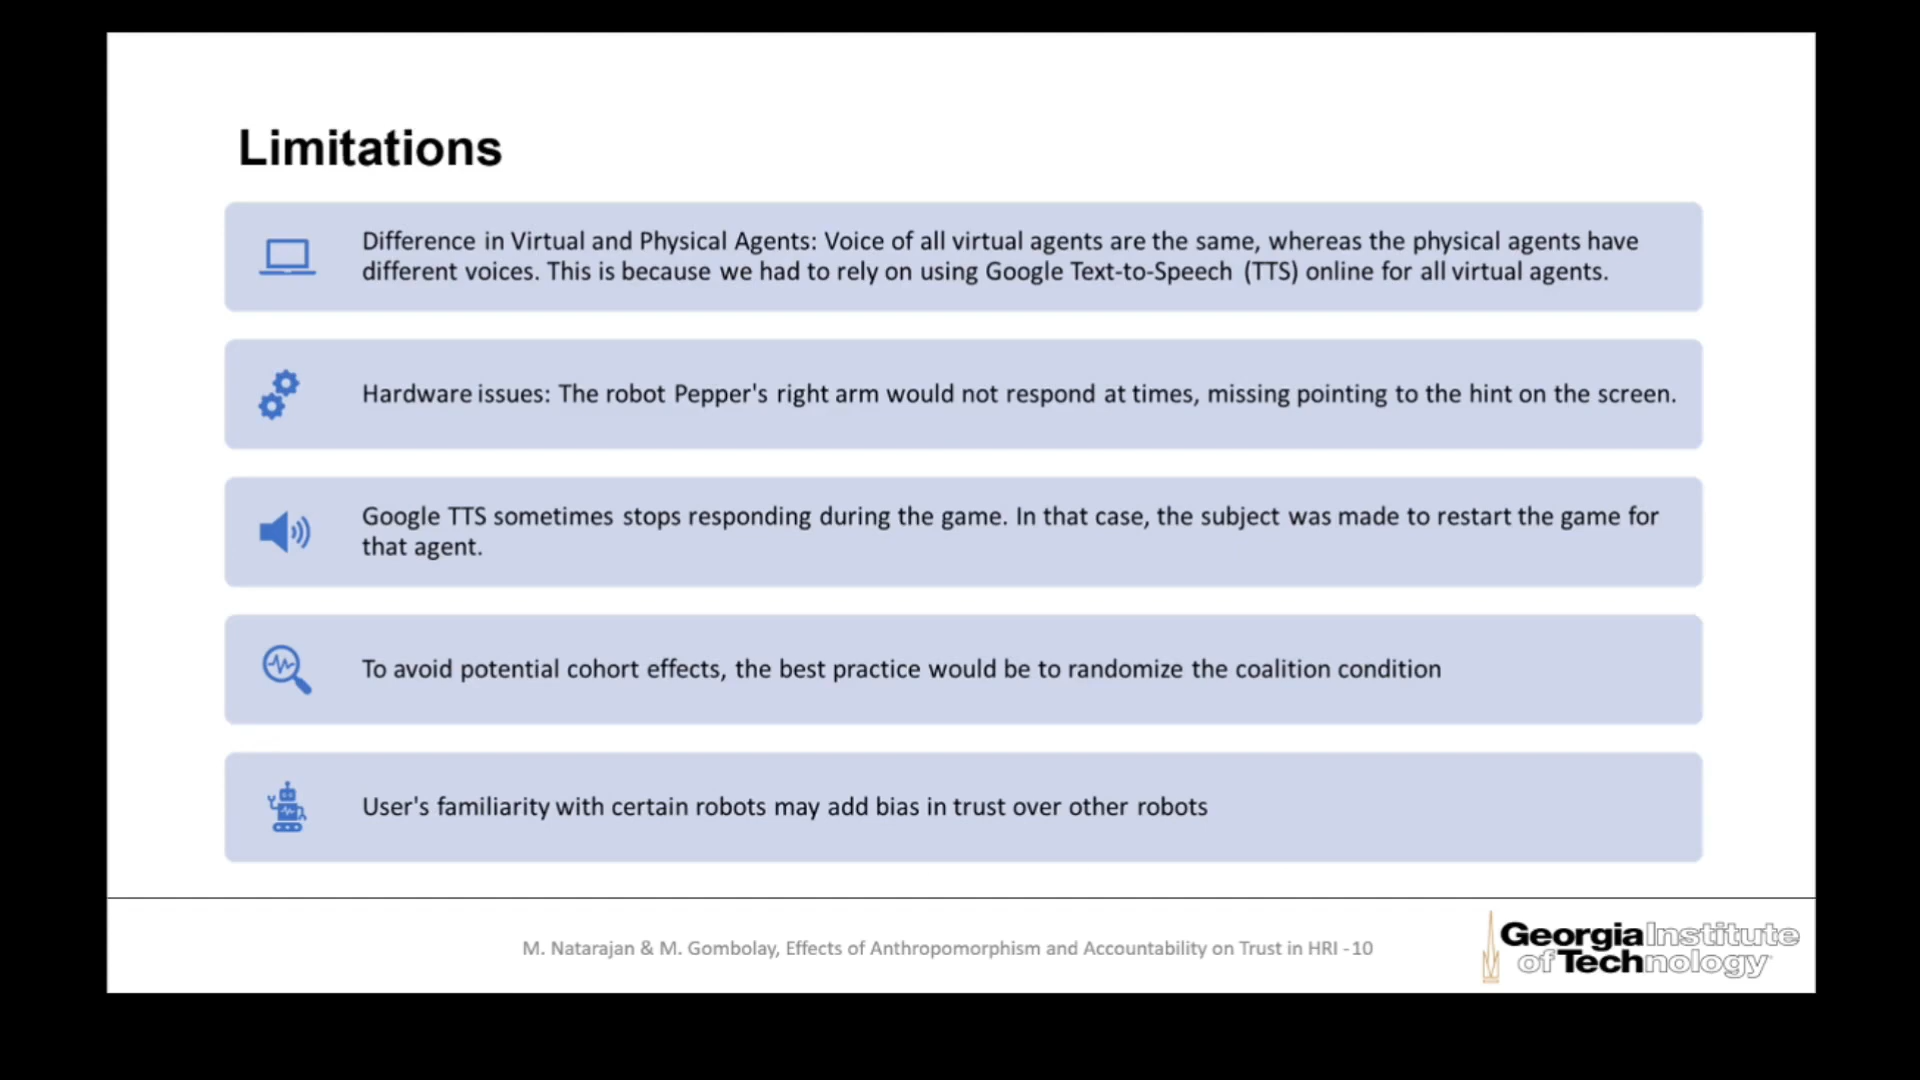 Limitations
Difference in Virtual and Physical Agents: Voice of all virtual agents are the same, whereas the physical agents have
different voices. This is because we had to rely on using Google Text-to-Speech (TTS) online for all virtual agents.
Hardware issues: The robot Pepper's right arm would not respond at times, missing pointing to the hint on the screen.
Google TTS sometimes stops responding during the game. In that case, the subject was made to restart the game for
that agent.
To avoid potential cohort effects, the best practice would be to randomize the coalition condition
User's familiarity with certain robots may add bias in trust over other robots
M. Natarajan & M. Gombolay, Effects of Anthropomorphism and Accountability on Trust in HRI -10
Georgia Institute
of Technology